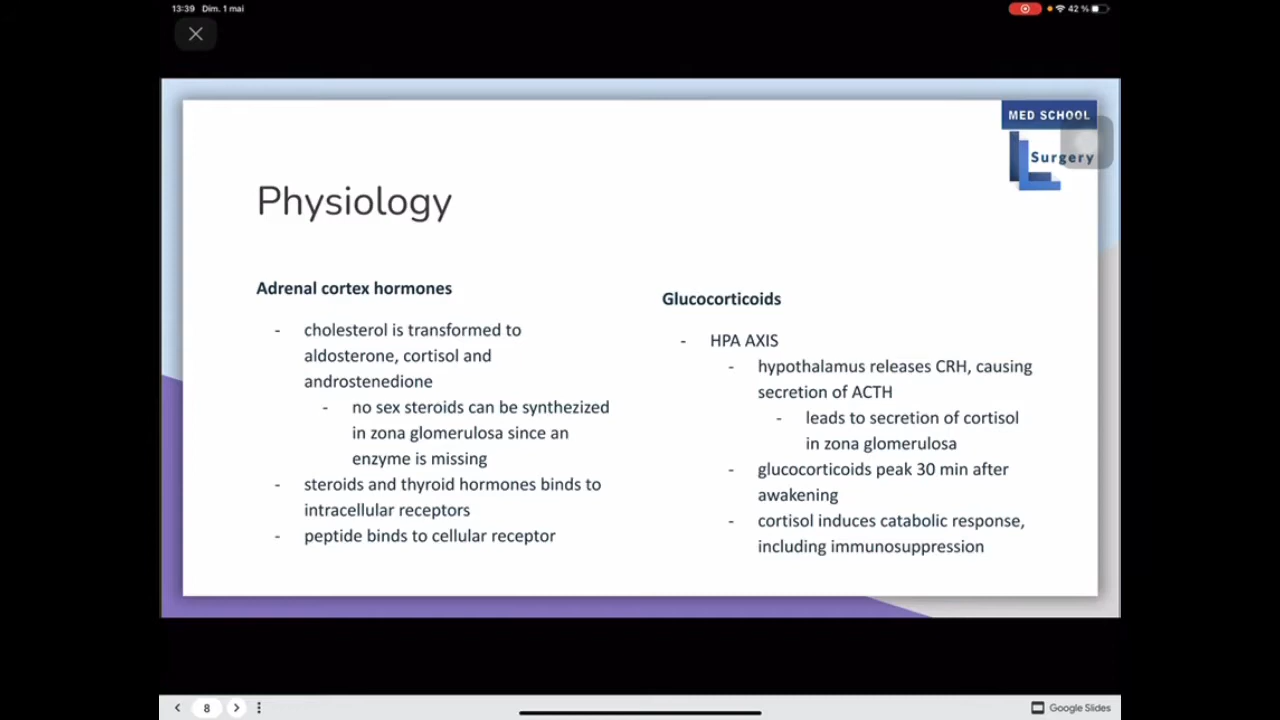 13:39 Dim. 1 mai
42 %
MED SCHOOL
Surgery
Physiology
Adrenal cortex hormones
- cholesterol is transformed to
aldosterone, cortisol and
androstenedione
- no sex steroids can be synthezized
in zona glomerulosa since an
enzyme is missing
- steroids and thyroid hormones binds to
intracellular receptors
- peptide binds to cellular receptor
Glucocorticoids
- HPA AXIS
- hypothalamus releases CRH, causing
secretion of ACTH
- leads to secretion of cortisol
in zona glomerulosa
- glucocorticoids peak 30 min after
awakening
- cortisol induces catabolic response,
including immunosuppression
8
Google Slides